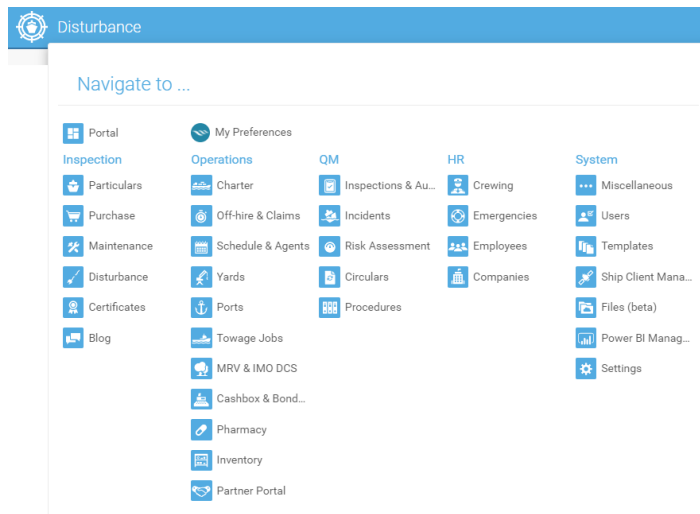 Disturbance
Navigate to ...
Portal
My Preferences
Inspection
Particulars
Purchase
Maintenance
Disturbance
Certificates
Blog
Operations
Charter
Off-hire & Claims
Schedule & Agents
Yards
Ports
Towage Jobs
MRV & IMO DCS
Cashbox & Bond...
Pharmacy
Inventory
Partner Portal
QM
Inspections & Au...
Incidents
Risk Assessment
Circulars
Procedures
HR
Crewing
Emergencies
Employees
Companies
System
Miscellaneous
Users
Templates
Ship Client Mana...
Files (beta)
Power BI Manag...
Settings